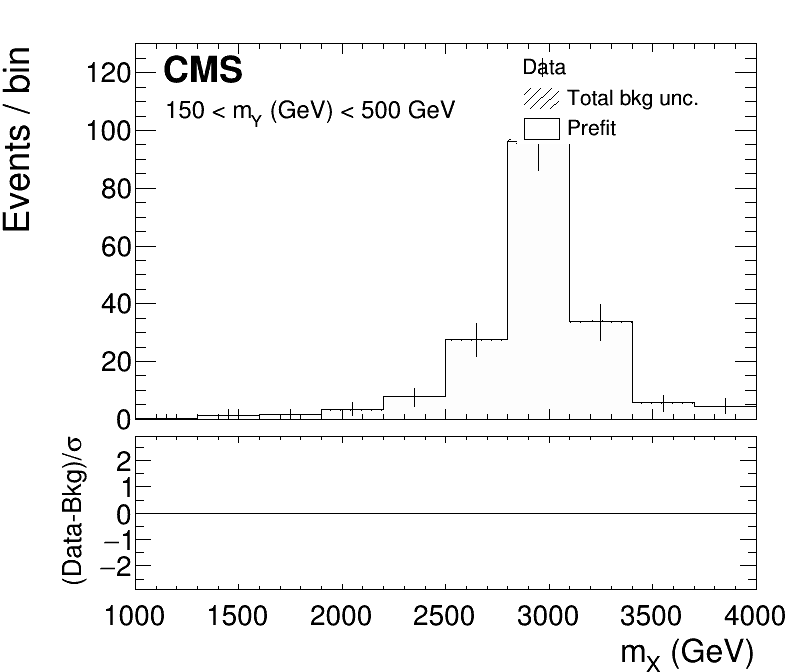 CMS
150 < m_Y (GeV) < 500 GeV
Data
Total bkg unc.
Prefit
Events / bin
120
100
80
60
40
20
0
(Data-Bkg)/σ
2
1
0
−1
−2
1000 1500 2000 2500 3000 3500 4000
m_X (GeV)